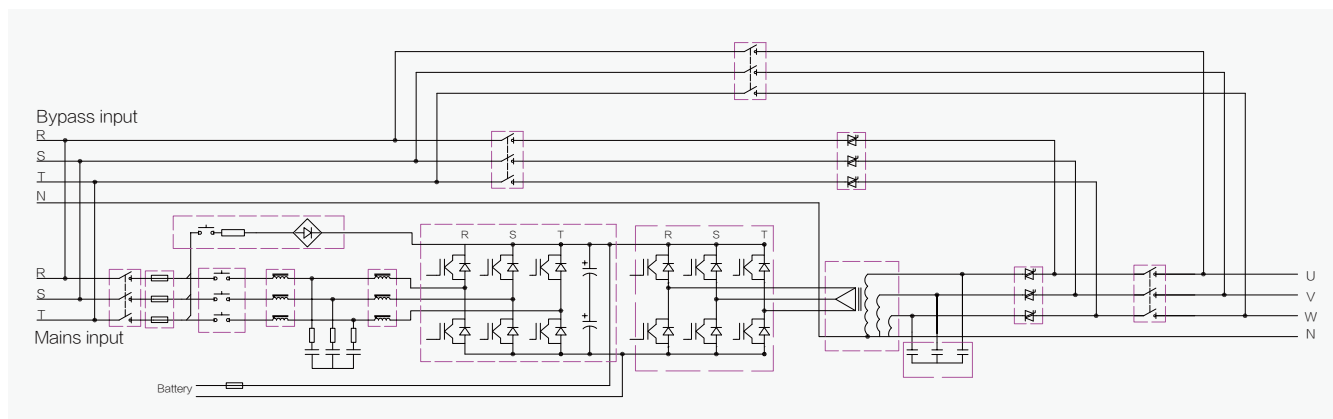 Bypass input
R
S
T
N
R S T
R S T
R
S
T
Mains input
U
V
W
N
+
+
Battery